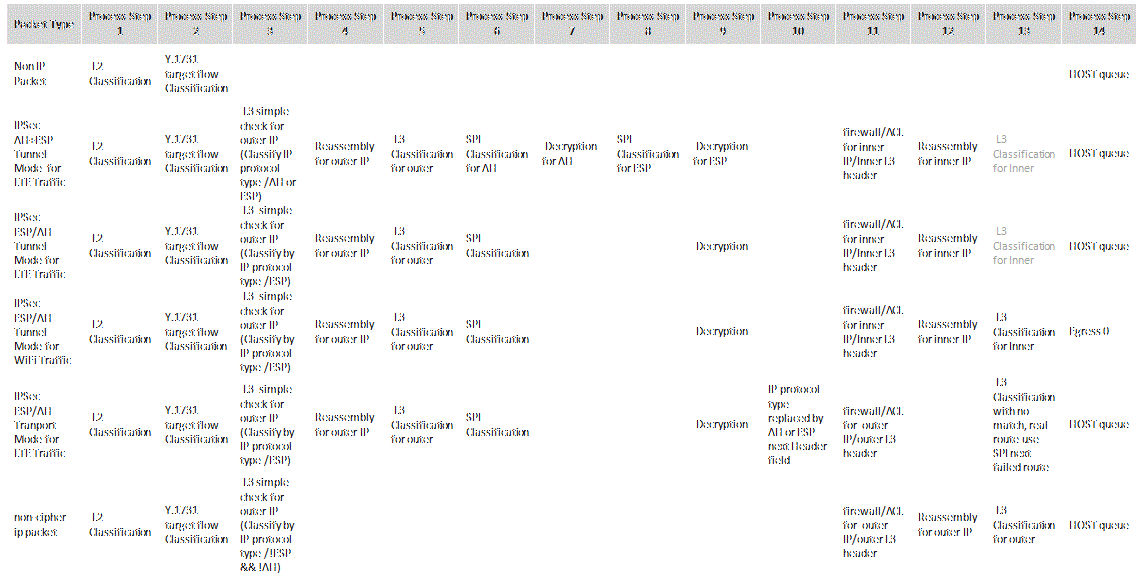 Packet Type
Process Step 1
Process Step 2
Process Step 3
Process Step 4
Process Step 5
Process Step 6
Process Step 7
Process Step 8
Process Step 9
Process Step 10
Process Step 11
Process Step 12
Process Step 13
Process Step 14
Non IP
Packet
L2
Classification
Y.1731
target flow
Classification
HOST queue
IPSec
AH+ESP
Tunnel
Mode for
LTE Traffic
L2
Classification
Y.1731
target flow
Classification
L3 simple
check for
outer IP
(Classify IP
protocol
type /AH or
ESP)
Reassembly
for outer IP
L3
Classification
for outer
SPI
Classification
for AH
Decryption
for AH
SPI
Classification
for ESP
Decryption
for ESP
firewall/ACL
for inner
IP/Inner L3
header
Reassembly
for inner IP
L3
Classification
for Inner
HOST queue
IPSec
ESP/AH
Tunnel
Mode for
LTE Traffic
L2
Classification
Y.1731
target flow
Classification
L3 simple
check for
outer IP
(Classify by
IP protocol
type /ESP)
Reassembly
for outer IP
L3
Classification
for outer
SPI
Classification
Decryption
firewall/ACL
for inner
IP/Inner L3
header
Reassembly
for inner IP
L3
Classification
for Inner
HOST queue
IPSec
ESP/AH
Tunnel
Mode for
WiFi Traffic
L2
Classification
Y.1731
target flow
Classification
L3 simple
check for
outer IP
(Classify by
IP protocol
type /ESP)
Reassembly
for outer IP
L3
Classification
for outer
SPI
Classification
Decryption
firewall/ACL
for inner
IP/Inner L3
header
Reassembly
for inner IP
L3
Classification
for Inner
Egress 0
IPSec
ESP/AH
Tranport
Mode for
LTE Traffic
L2
Classification
Y.1731
target flow
Classification
L3 simple
check for
outer IP
(Classify by
IP protocol
type /ESP)
Reassembly
for outer IP
L3
Classification
for outer
SPI
Classification
Decryption
IP protocol
type
replaced by
AH or ESP
next Header
field
firewall/ACL
for outer
IP/outer L3
header
L3
Classification
with no
match, real
route use
SPI next
failed route
HOST queue
non-cipher
ip packet
L2
Classification
Y.1731
target flow
Classification
L3 simple
check for
outer IP
(Classify by
IP protocol
type /!ESP
&& !AH)
firewall/ACL
for outer
IP/outer L3
header
Reassembly
for outer IP
L3
Classification
for outer
HOST queue